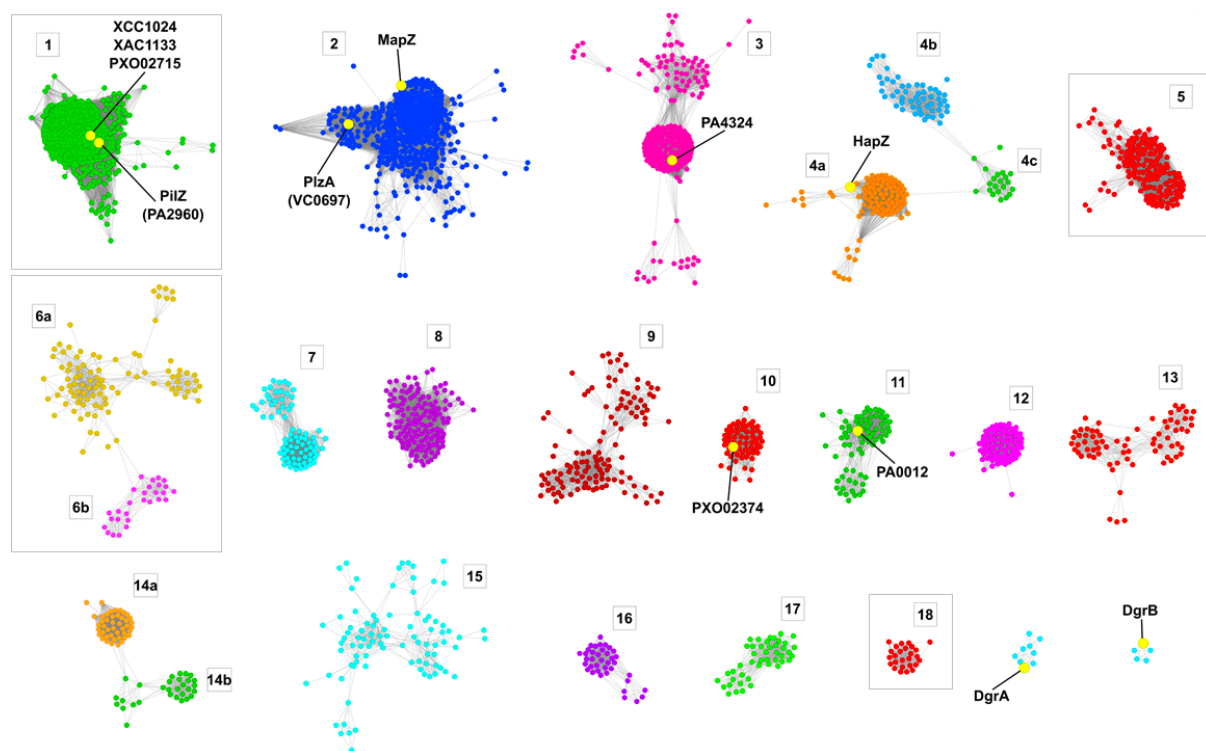 1
XCC1024
XAC1133
PXO02715
PilZ
(PA2960)
2
MapZ
PlzA
(VC0697)
3
PA4324
4b
4a
HapZ
4c
5
6a
6b
7
8
9
10
PXO02374
11
PA0012
12
13
14a
14b
15
16
17
18
DgrA
DgrB